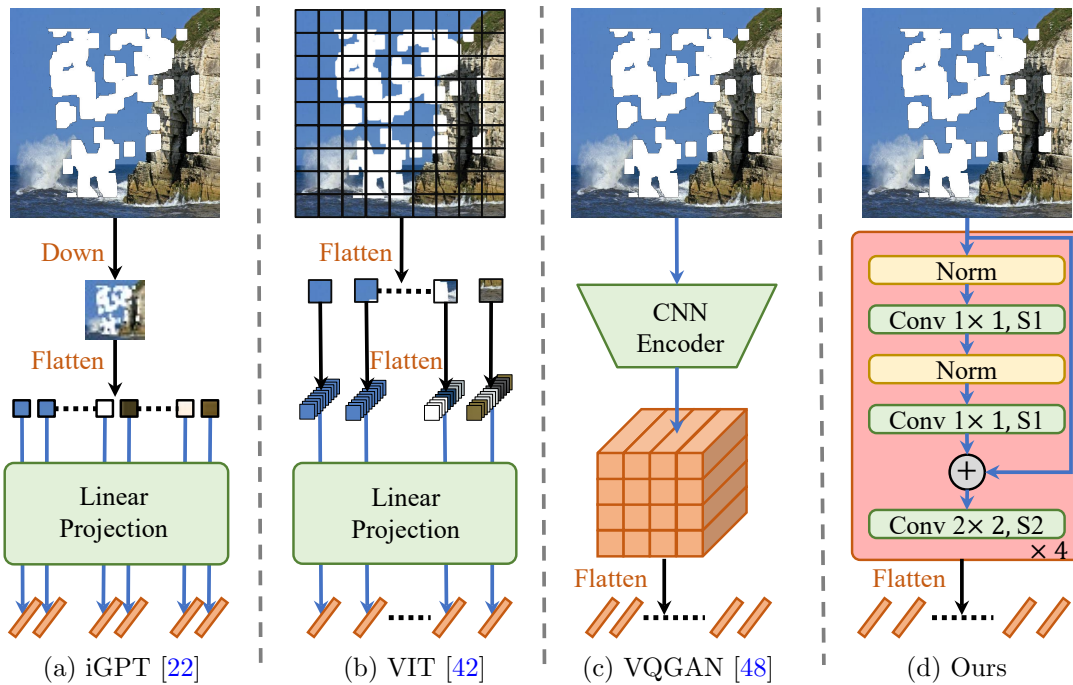 Down
Flatten
Linear
Projection
(a) iGPT [22]
Flatten
Flatten
Linear
Projection
(b) VIT [42]
CNN
Encoder
Flatten
(c) VQGAN [48]
Norm
Conv 1× 1, S1
Norm
Conv 1× 1, S1
+
Conv 2× 2, S2
× 4
Flatten
(d) Ours